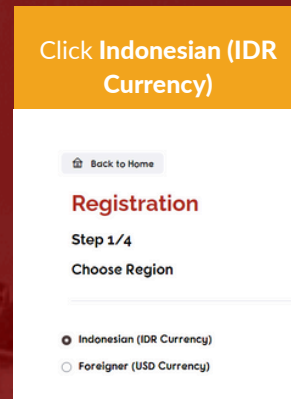 Click Indonesian (IDR
Currency)
Back to Home
Registration
Step 1/4
Choose Region
Indonesian (IDR Currency)
Foreigner (USD Currency)